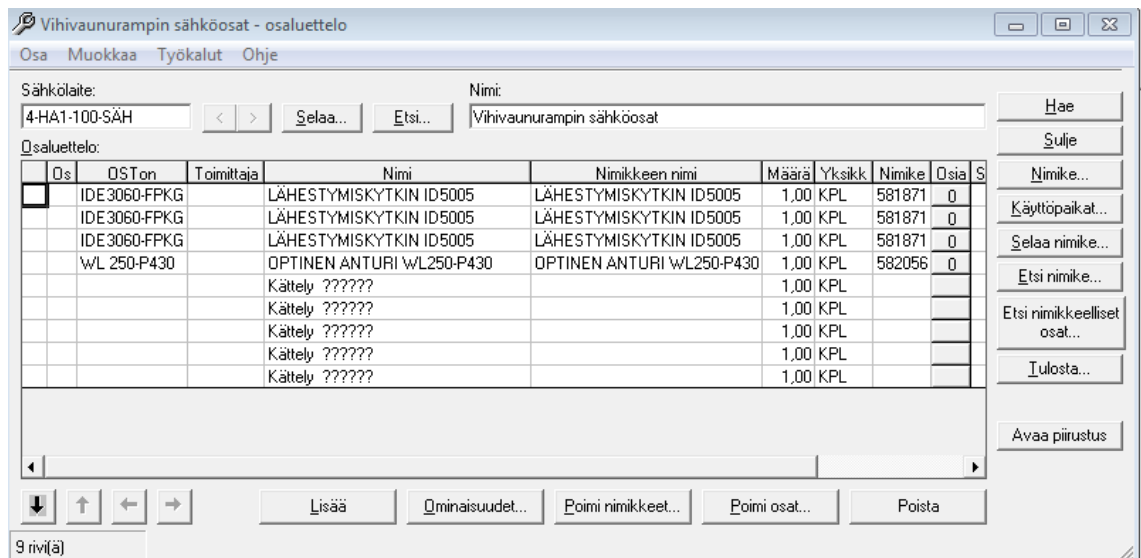 Vihivaunurampin sähköosat - osaluettelo
Osa Muokkaa Työkalut Ohje
Sähkölaite: Nimi:
4-HA1-100-SÄH < > Selaa... Etsi... Vihivaunurampin sähköosat Hae
Sulje
Osaluettelo:
Os OSTon Toimittaja Nimi Nimikkeen nimi Määrä Yksikk Nimike Osia S Nimike...
IDE3060-FPKG LÄHESTYMISKYTKIN ID5005 LÄHESTYMISKYTKIN ID5005 1,00 KPL 581871 0
IDE3060-FPKG LÄHESTYMISKYTKIN ID5005 LÄHESTYMISKYTKIN ID5005 1,00 KPL 581871 0 Käyttöpaikat...
IDE3060-FPKG LÄHESTYMISKYTKIN ID5005 LÄHESTYMISKYTKIN ID5005 1,00 KPL 581871 0 Selaa nimike...
WL 250-P430 OPTINEN ANTURI WL250-P430 OPTINEN ANTURI WL250-P430 1,00 KPL 582056 0
Kättely ?????? 1,00 KPL Etsi nimike...
Kättely ?????? 1,00 KPL Etsi nimikkeelliset
Kättely ?????? 1,00 KPL osat...
Kättely ?????? 1,00 KPL
Kättely ?????? 1,00 KPL Tulosta...
Avaa piirustus
Lisää Ominaisuudet... Poimi nimikkeet... Poimi osat... Poista
9 rivi(ä)